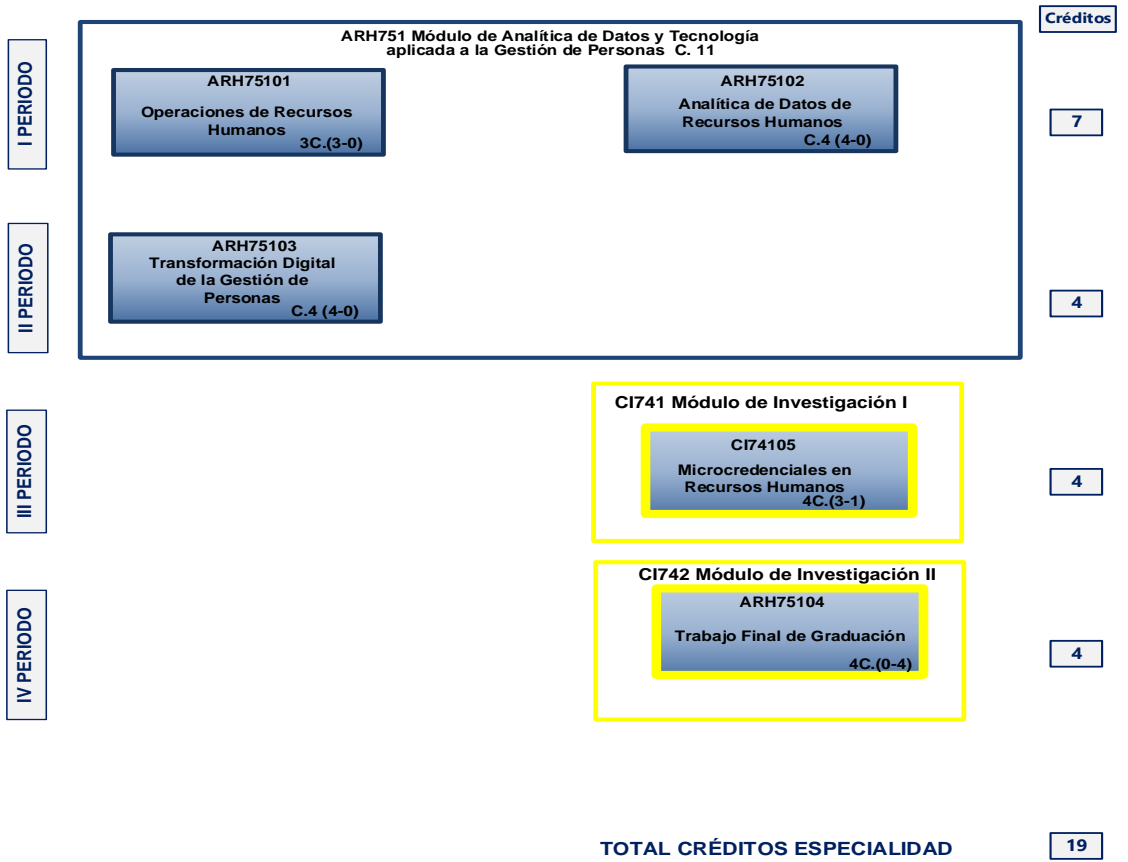 Créditos
ARH751 Módulo de Analítica de Datos y Tecnología
aplicada a la Gestión de Personas  C. 11
I PERIODO
ARH75101
Operaciones de Recursos
Humanos
3C.(3-0)
ARH75102
Analítica de Datos de
Recursos Humanos
C.4 (4-0)
7
II PERIODO
ARH75103
Transformación Digital
de la Gestión de
Personas
C.4 (4-0)
4
III PERIODO
CI741 Módulo de Investigación I
CI74105
Microcredenciales en
Recursos Humanos
4C.(3-1)
4
IV PERIODO
CI742 Módulo de Investigación II
ARH75104
Trabajo Final de Graduación
4C.(0-4)
4
TOTAL CRÉDITOS ESPECIALIDAD
19